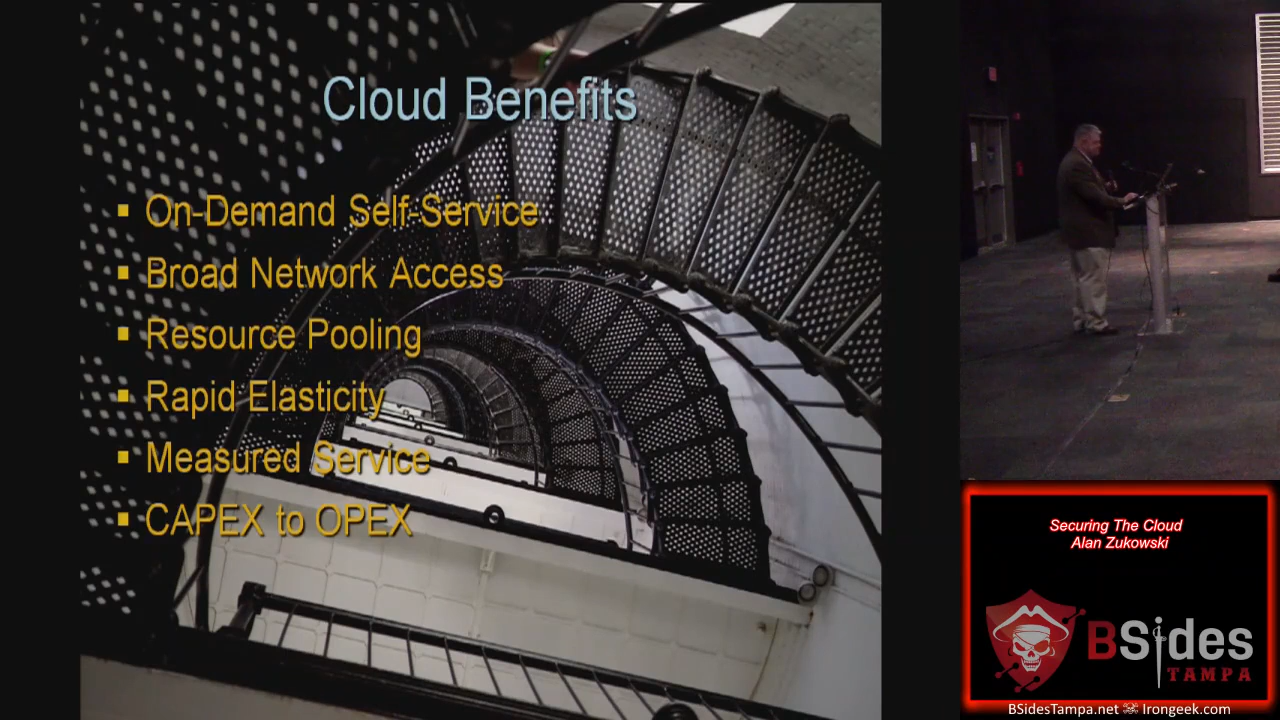 Cloud Benefits
▪ On-Demand Self-Service
▪ Broad Network Access
▪ Resource Pooling
▪ Rapid Elasticity
▪ Measured Service
▪ CAPEX to OPEX
Securing The Cloud
Alan Zukowski
BSides
TAMPA
BSidesTampa.net Irongeek.com